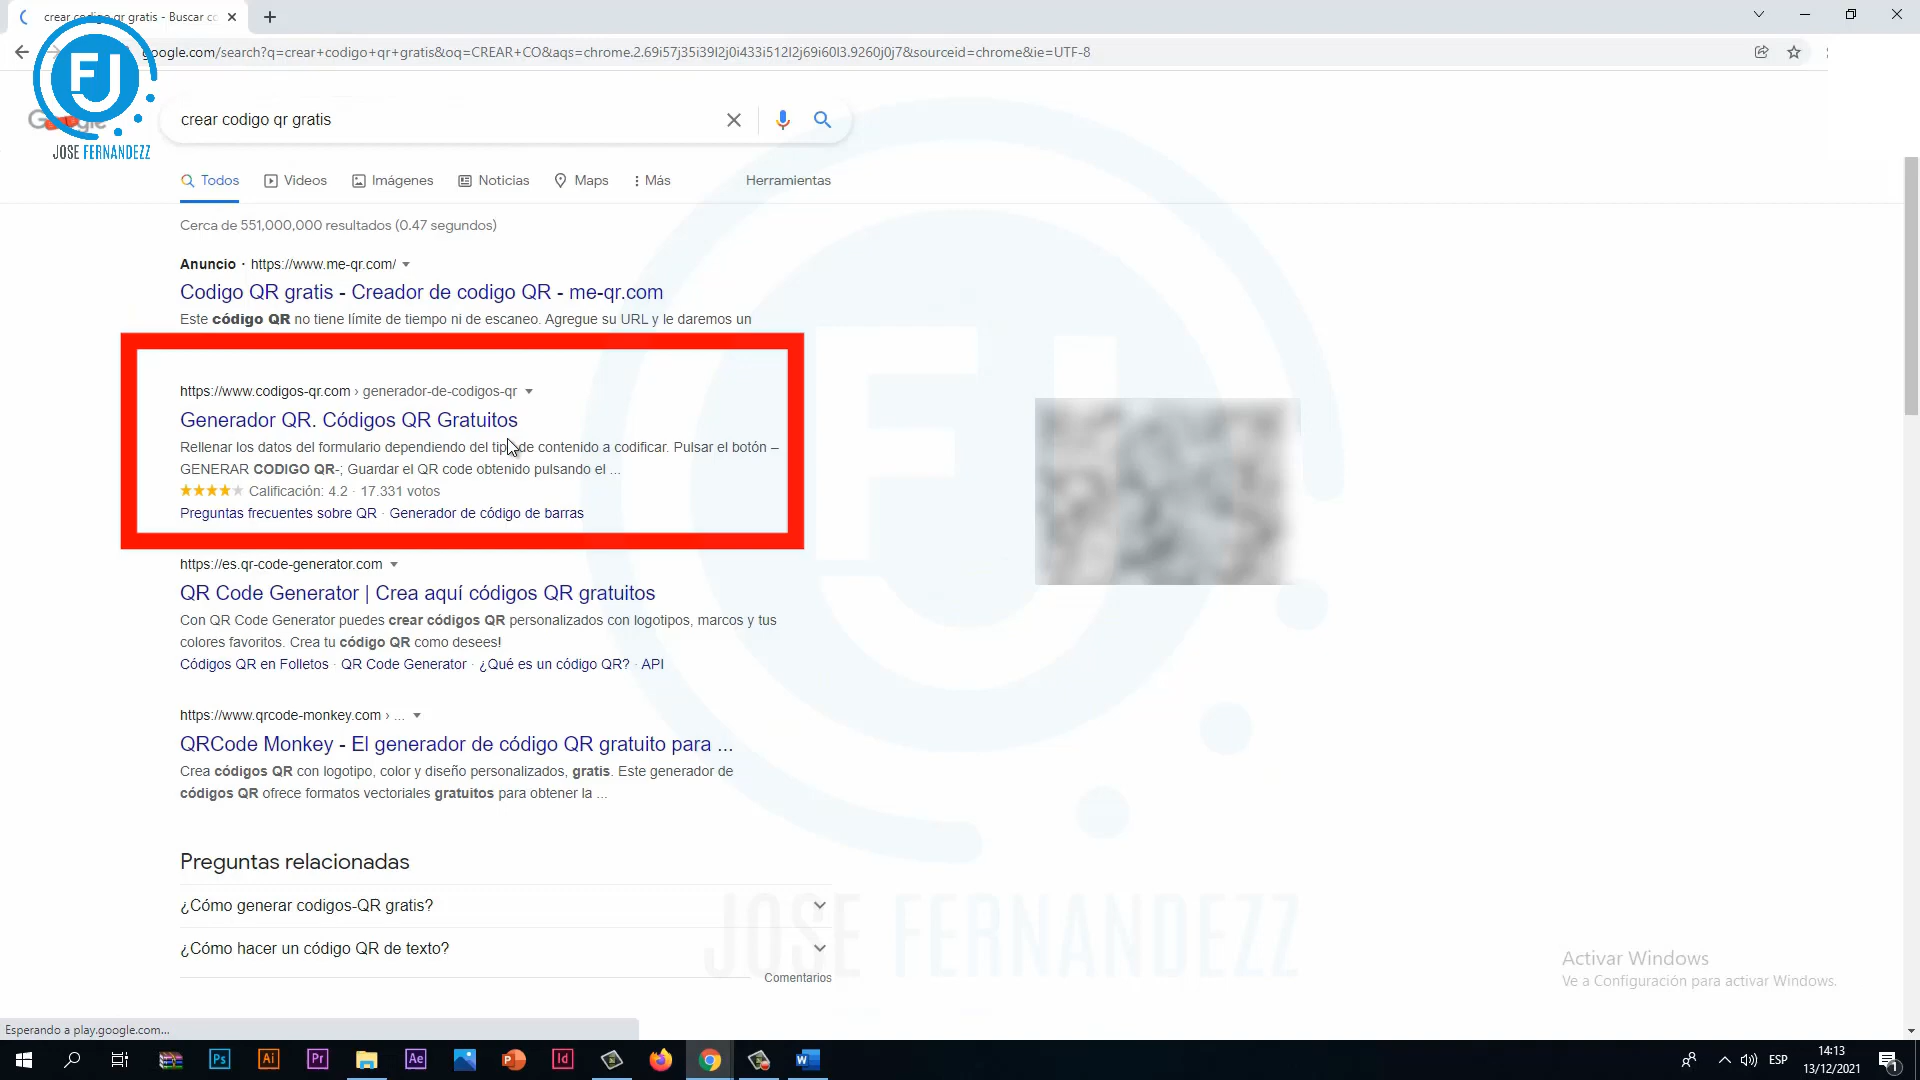 crear codigo qr gratis - Buscar co
google.com/search?q=crear+codigo+qr+gratis&oq=CREAR+CO&aqs=chrome.2.69i57j35i39l2j0i433i512l2j69i60l3.9260j0j7&sourceid=chrome&ie=UTF-8
FJ
JOSE FERNANDEZZ
crear codigo qr gratis
Todos
Videos
Imágenes
Noticias
Maps
Más
Herramientas
Cerca de 551,000,000 resultados (0.47 segundos)
Anuncio · https://www.me-qr.com/
Codigo QR gratis - Creador de codigo QR - me-qr.com
Este código QR no tiene límite de tiempo ni de escaneo. Agregue su URL y le daremos un
https://www.codigos-qr.com › generador-de-codigos-qr
Generador QR. Códigos QR Gratuitos
Rellenar los datos del formulario dependiendo del tipo de contenido a codificar. Pulsar el botón –
GENERAR CODIGO QR-; Guardar el QR code obtenido pulsando el ...
Calificación: 4.2 · 17.331 votos
Preguntas frecuentes sobre QR · Generador de código de barras
https://es.qr-code-generator.com
QR Code Generator | Crea aquí códigos QR gratuitos
Con QR Code Generator puedes crear códigos QR personalizados con logotipos, marcos y tus
colores favoritos. Crea tu código QR como desees!
Códigos QR en Folletos · QR Code Generator · ¿Qué es un código QR? · API
https://www.qrcode-monkey.com › ...
QRCode Monkey - El generador de código QR gratuito para ...
Crea códigos QR con logotipo, color y diseño personalizados, gratis. Este generador de
códigos QR ofrece formatos vectoriales gratuitos para obtener la ...
Preguntas relacionadas
¿Cómo generar codigos-QR gratis?
¿Cómo hacer un código QR de texto?
Comentarios
JOSE FERNANDEZZ
Activar Windows
Ve a Configuración para activar Windows.
Esperando a play.google.com...
Ps
Ai
Pr
Ae
P
Id
W
ESP
14:13
13/12/2021
1